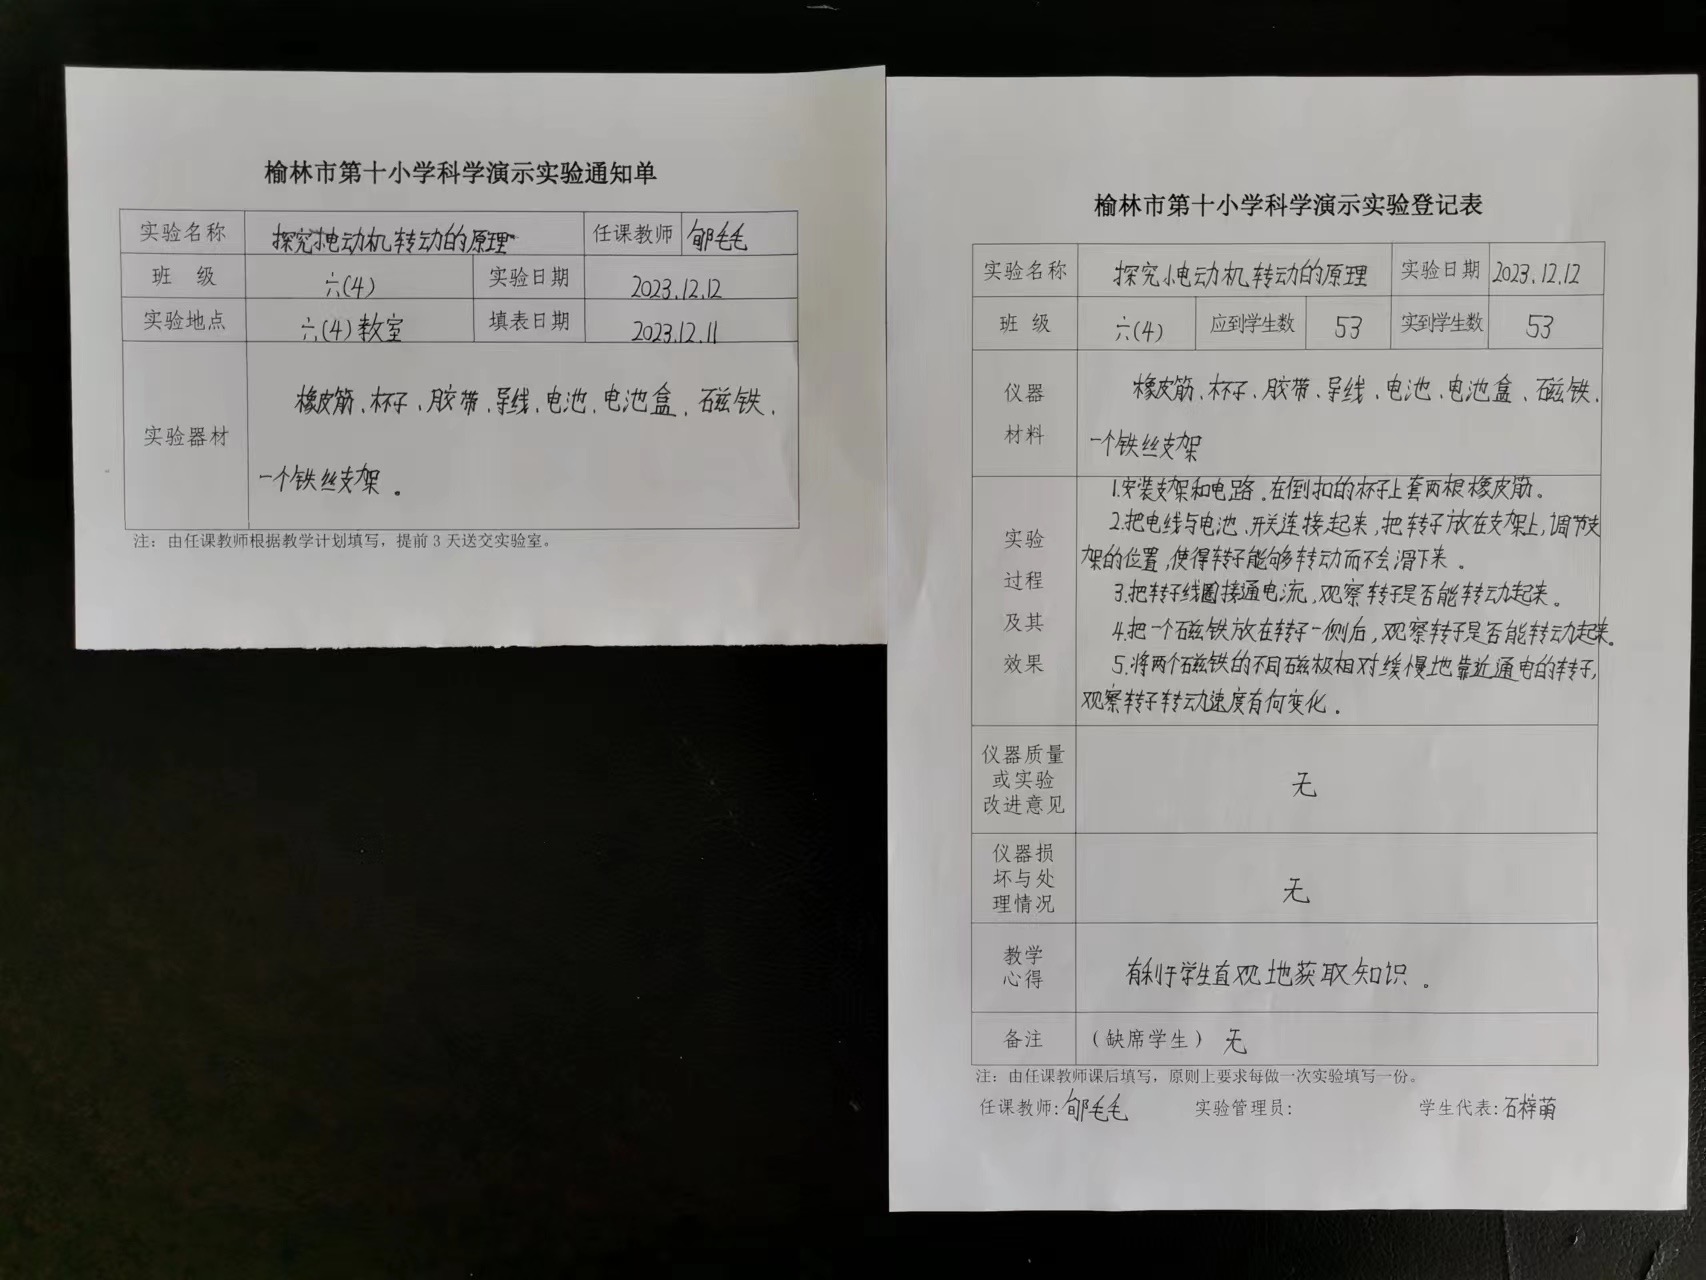 榆林市第十小学科学演示实验通知单
实验名称 探究小电动机转动的原理 任课教师 郇毛毛
班 级 六(4) 实验日期 2023.12.12
实验地点 六(4)教室 填表日期 2023.12.11
实验器材
橡皮筋、杯子、胶带、导线、电池、电池盒、石磁铁、
一个铁丝支架。
注：由任课教师根据教学计划填写，提前3天送交实验室。
榆林市第十小学科学演示实验登记表
实验名称 探究小电动机转动的原理 实验日期 2023.12.12
班 级 六(4) 应到学生数 53 实到学生数 53
仪器
材料
橡皮筋、杯子、胶带、导线、电池、电池盒、石磁铁、
一个铁丝支架
实验
过程
及其
效果
1.安装支架和电路。在倒扣的杯子上套两根橡皮筋。
2.把电线与电池、开关连接起来，把转子放在支架上，调节支
架的位置，使得转子能够转动而不会滑下来。
3.把转子线圈接通电流，观察转子是否能转动起来。
4.把一个磁铁放在转子一侧后，观察转子是否能转动起来。
5.将两个磁铁的不同磁极相对缓慢地靠近通电的转子，
观察转子转动速度有何变化。
仪器质量
或实验
改进意见
无
仪器损
坏与处
理情况
无
教学
心得
有利于学生直观地获取知识。
备注 （缺席学生）无
注：由任课教师课后填写，原则上要求每做一次实验填写一份。
任课教师：郇毛毛 实验管理员： 学生代表：石梓萌